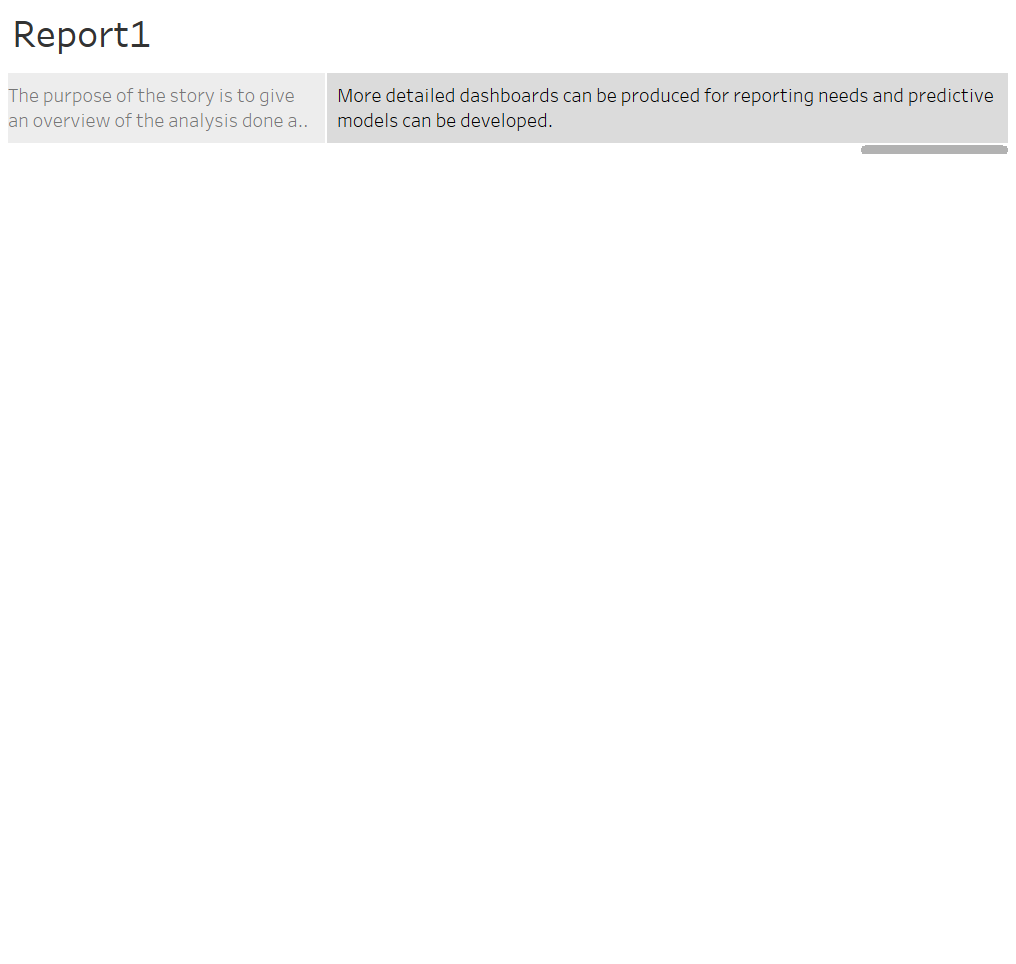 Report1
The purpose of the story is to give
an overview of the analysis done a..
More detailed dashboards can be produced for reporting needs and predictive
models can be developed.